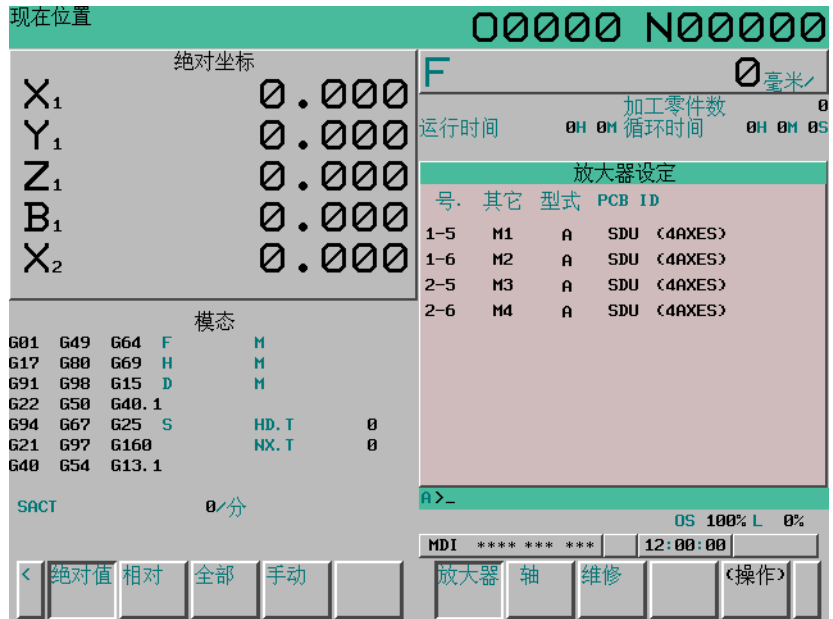 现在位置
O0000 N00000
绝对坐标
X1 0.000
Y1 0.000
Z1 0.000
B1 0.000
X2 0.000
F 0毫米/
加工零件数 0
运行时间 0H 0M循环时间 0H 0M 0S
放大器设定
号. 其它 型式 PCB ID
1-5 M1 A SDU (4AXES)
1-6 M2 A SDU (4AXES)
2-5 M3 A SDU (4AXES)
2-6 M4 A SDU (4AXES)
模态
G01 G49 G64 F M
G17 G80 G69 H M
G91 G98 G15 D M
G22 G50 G40.1
G94 G67 G25 S HD.T 0
G21 G97 G160 NX.T 0
G40 G54 G13.1
SACT 0/分
A>_
OS 100% L 0%
MDI **** *** *** 12:00:00
< 绝对值 相对 全部 手动
放大器 轴 维修 (操作)